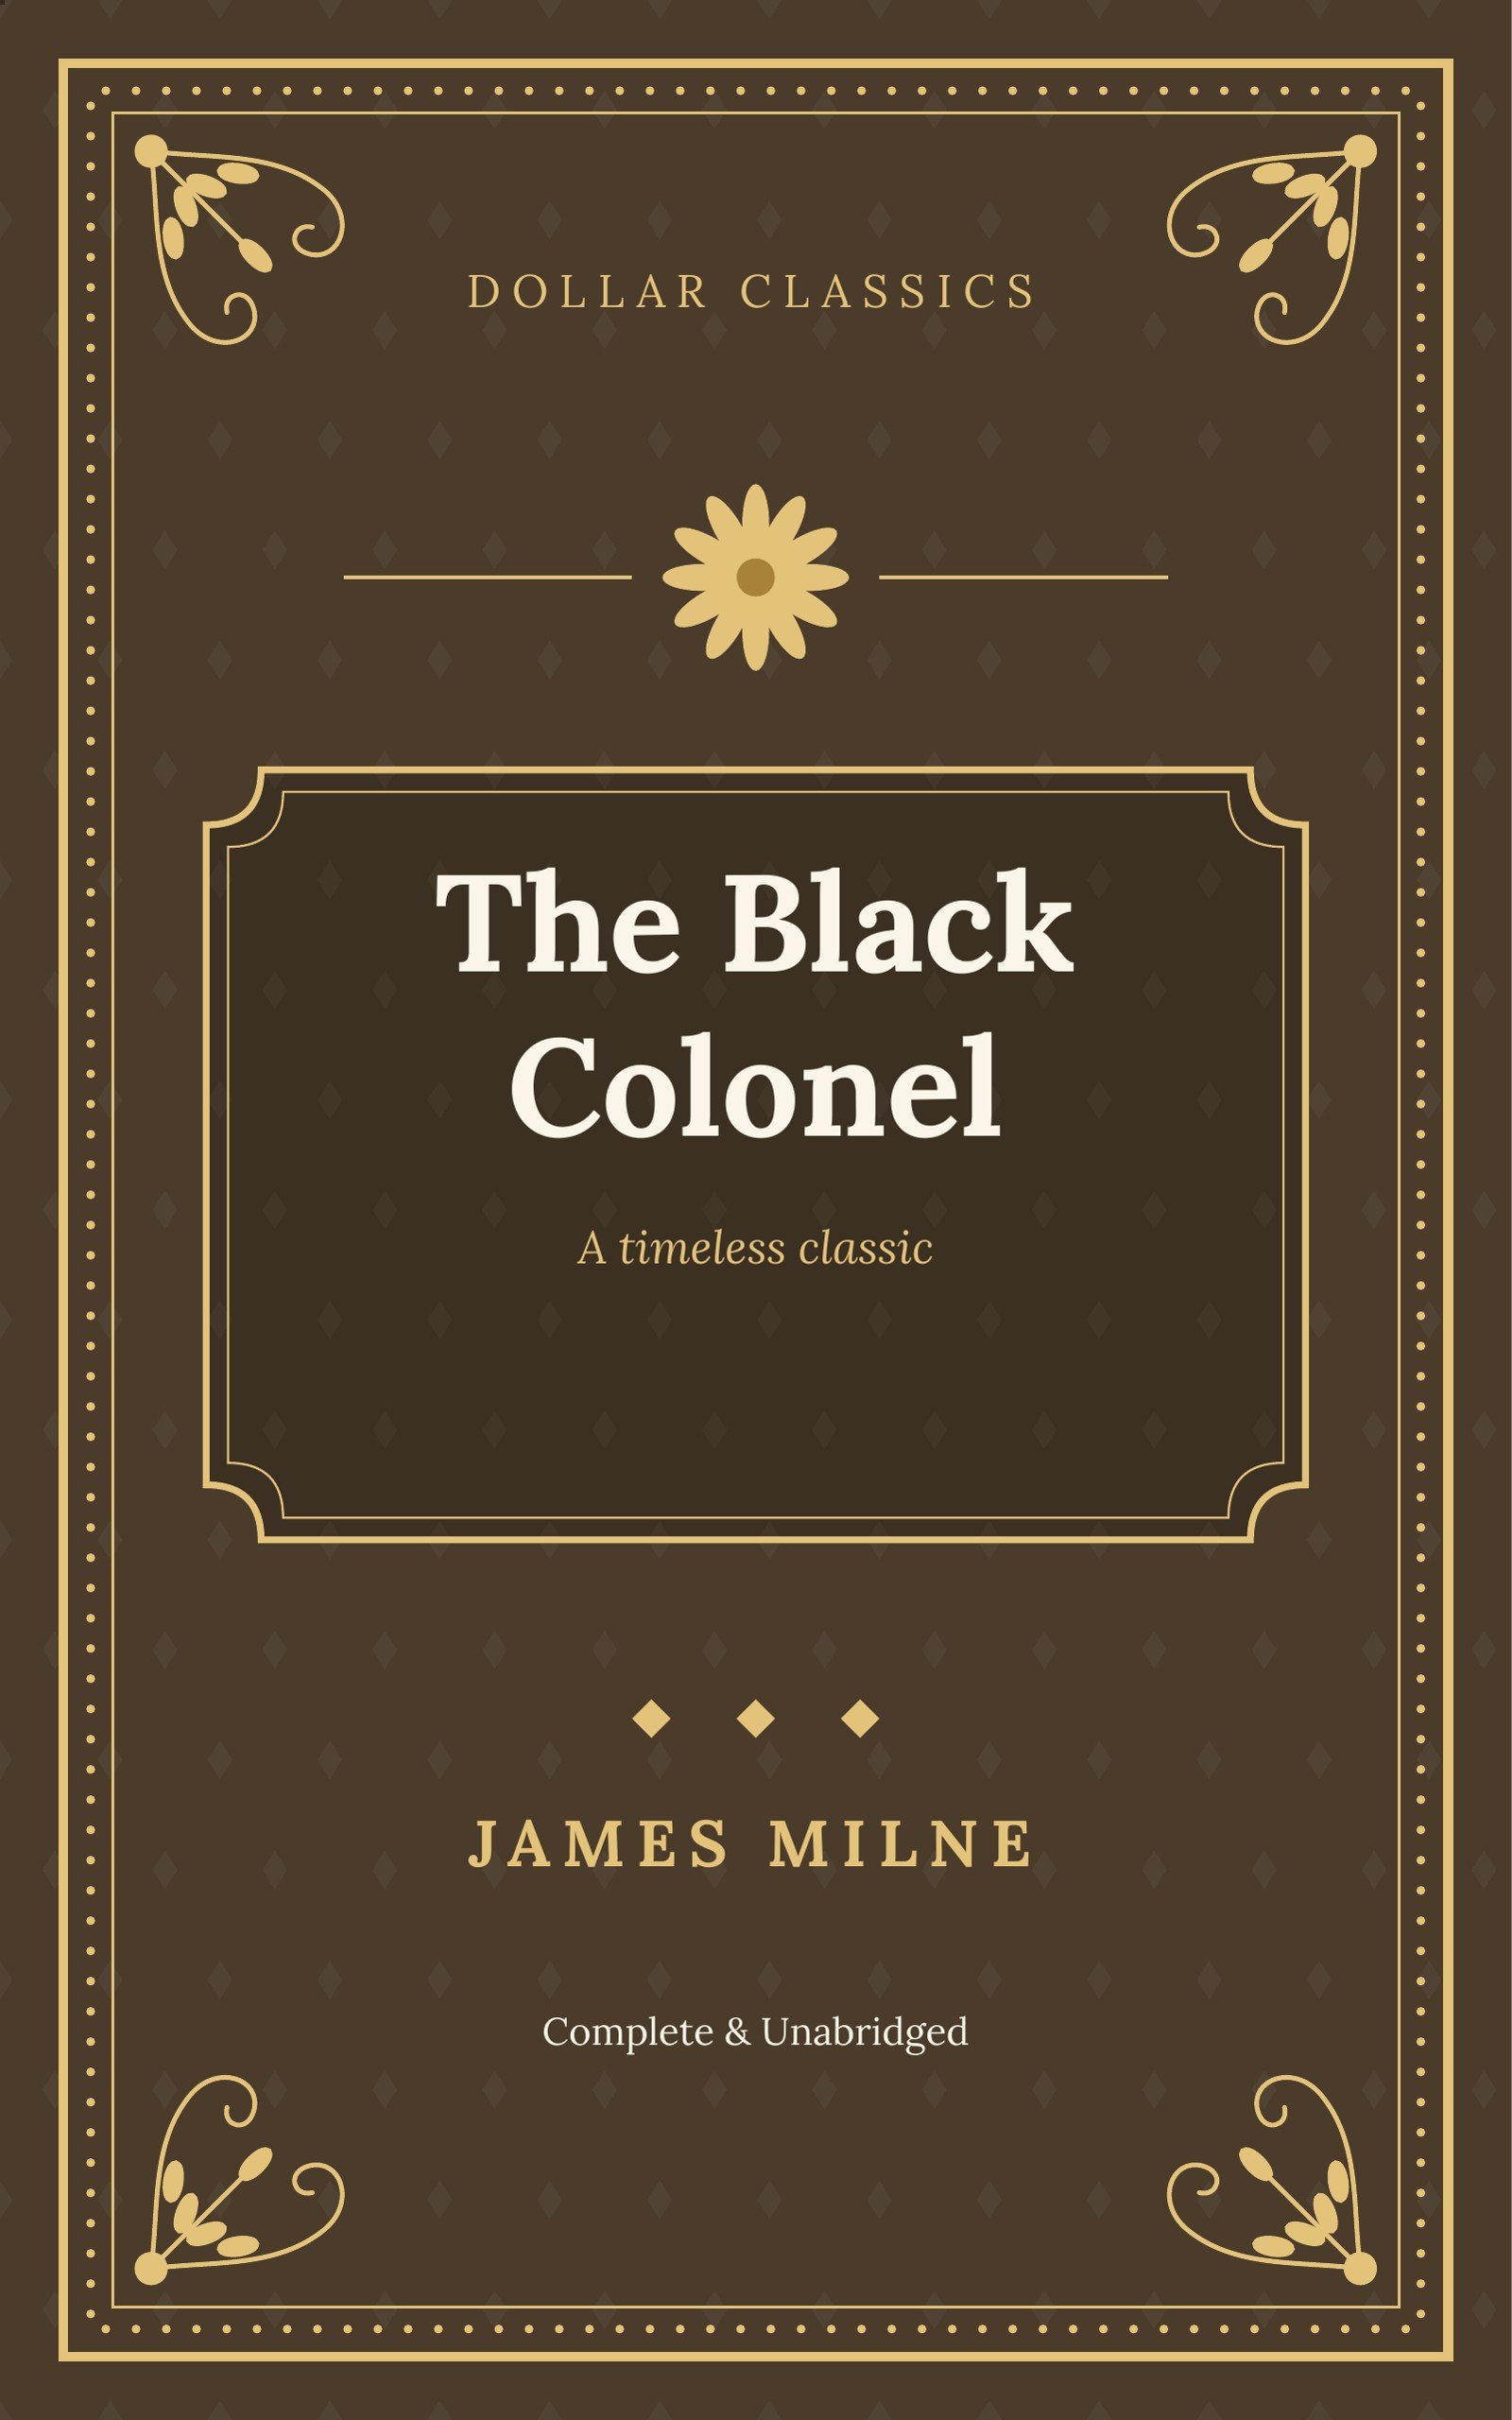 DOLLAR CLASSICS
The Black
Colonel
A timeless classic
JAMES MILNE
Complete & Unabridged